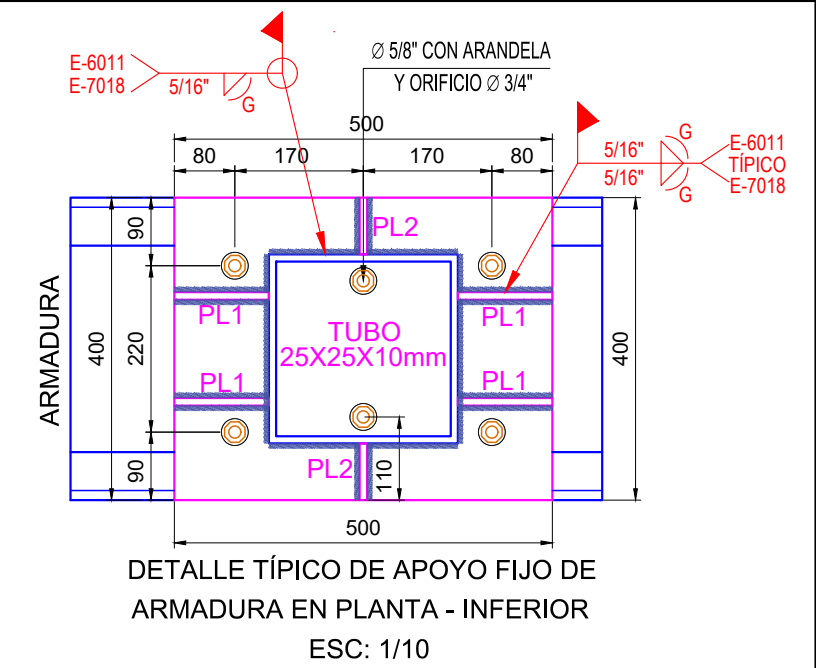 E-6011
E-7018
5/16"
G
Ø 5/8" CON ARANDELA
Y ORIFICIO Ø 3/4"
5/16"
5/16"
G
G
E-6011
TÍPICO
E-7018
500
80
170
170
80
90
220
90
400
400
ARMADURA
PL2
PL1
PL1
TUBO
25X25X10mm
PL1
PL1
PL2
110
500
DETALLE TÍPICO DE APOYO FIJO DE
ARMADURA EN PLANTA - INFERIOR
ESC: 1/10